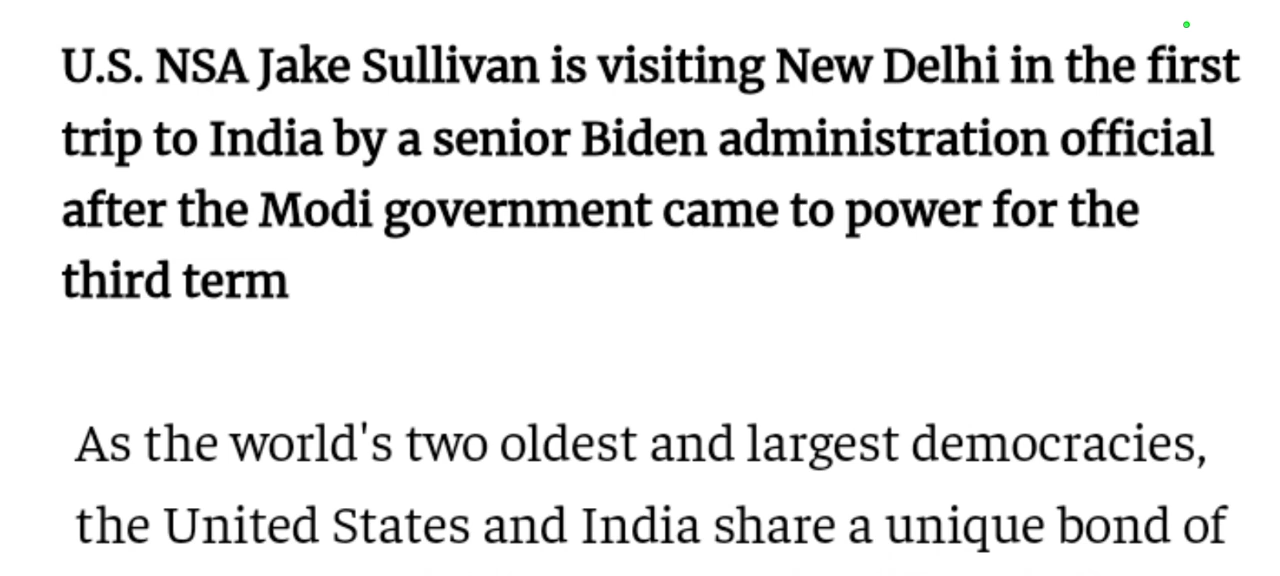 U.S. NSA Jake Sullivan is visiting New Delhi in the first
trip to India by a senior Biden administration official
after the Modi government came to power for the
third term
As the world's two oldest and largest democracies,
the United States and India share a unique bond of